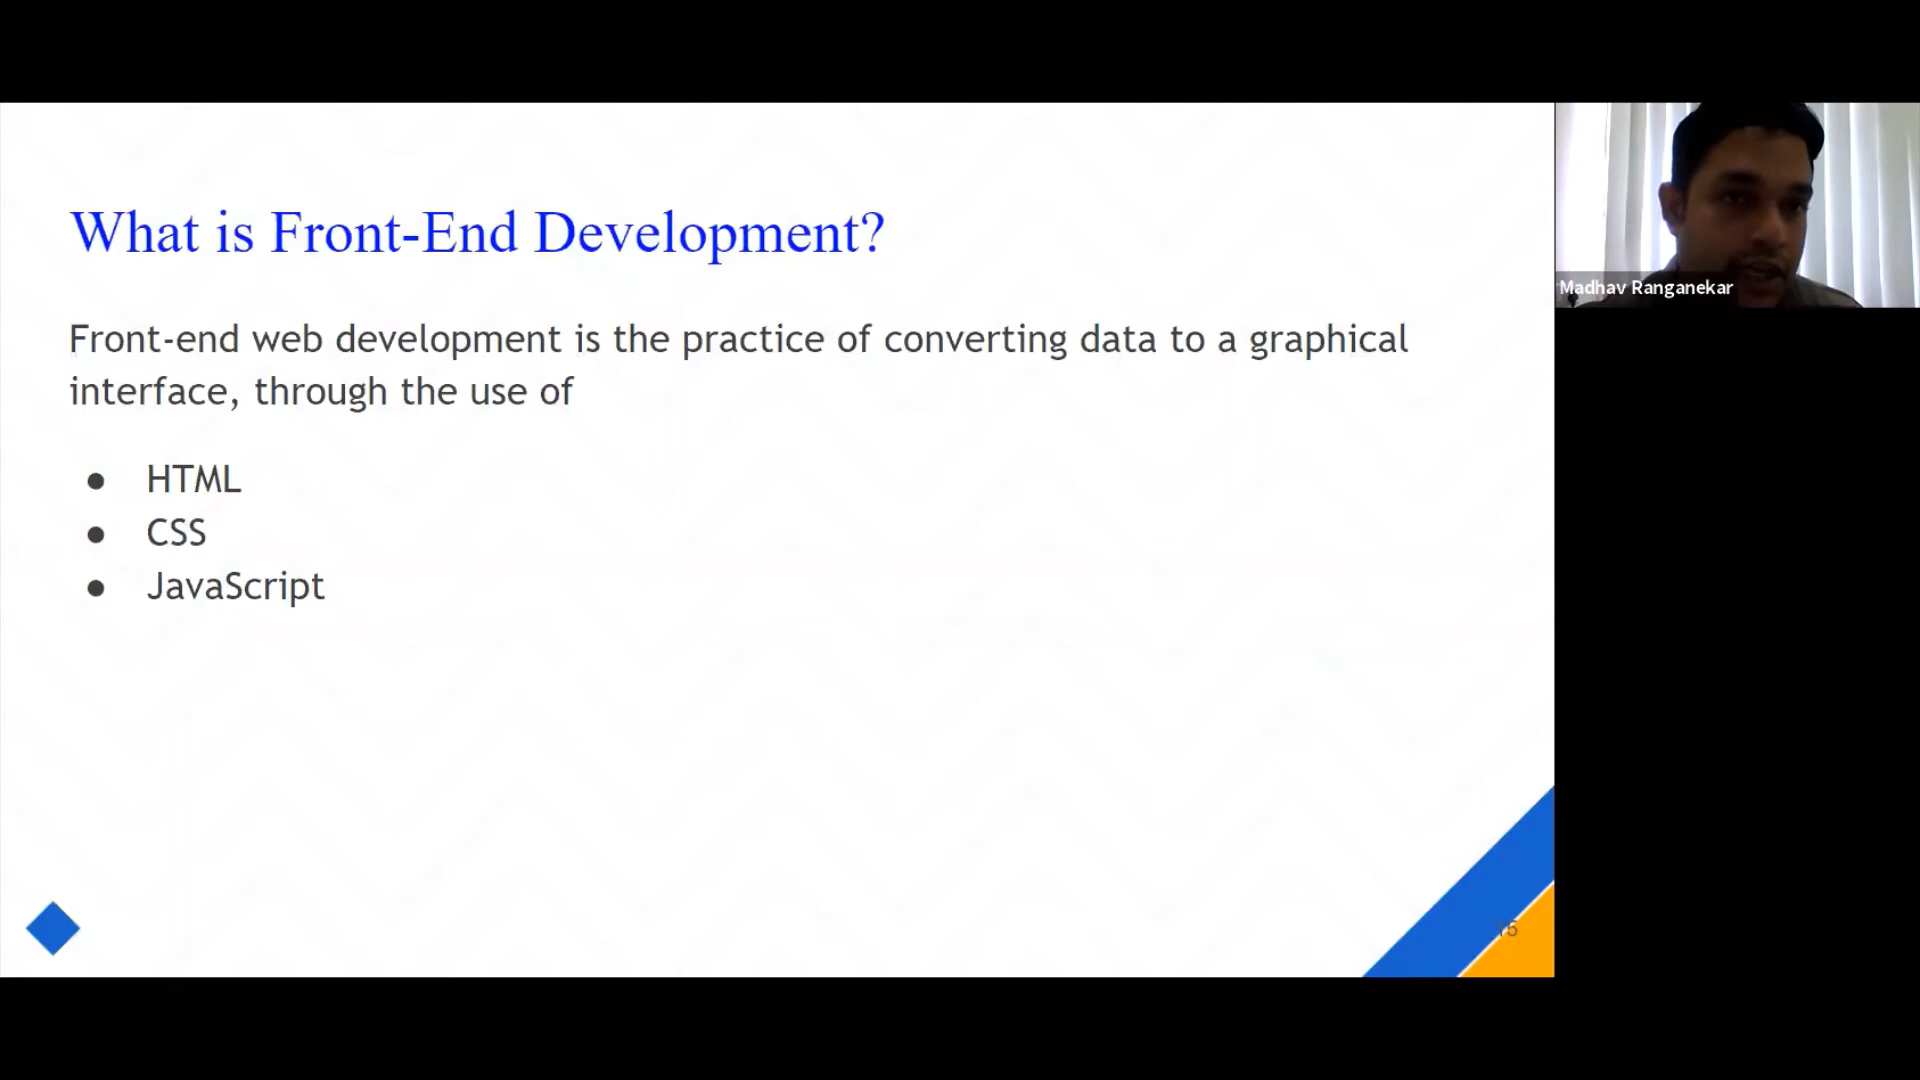 What is Front-End Development?
Front-end web development is the practice of converting data to a graphical
interface, through the use of
● HTML
● CSS
● JavaScript
15
Madhav Ranganekar